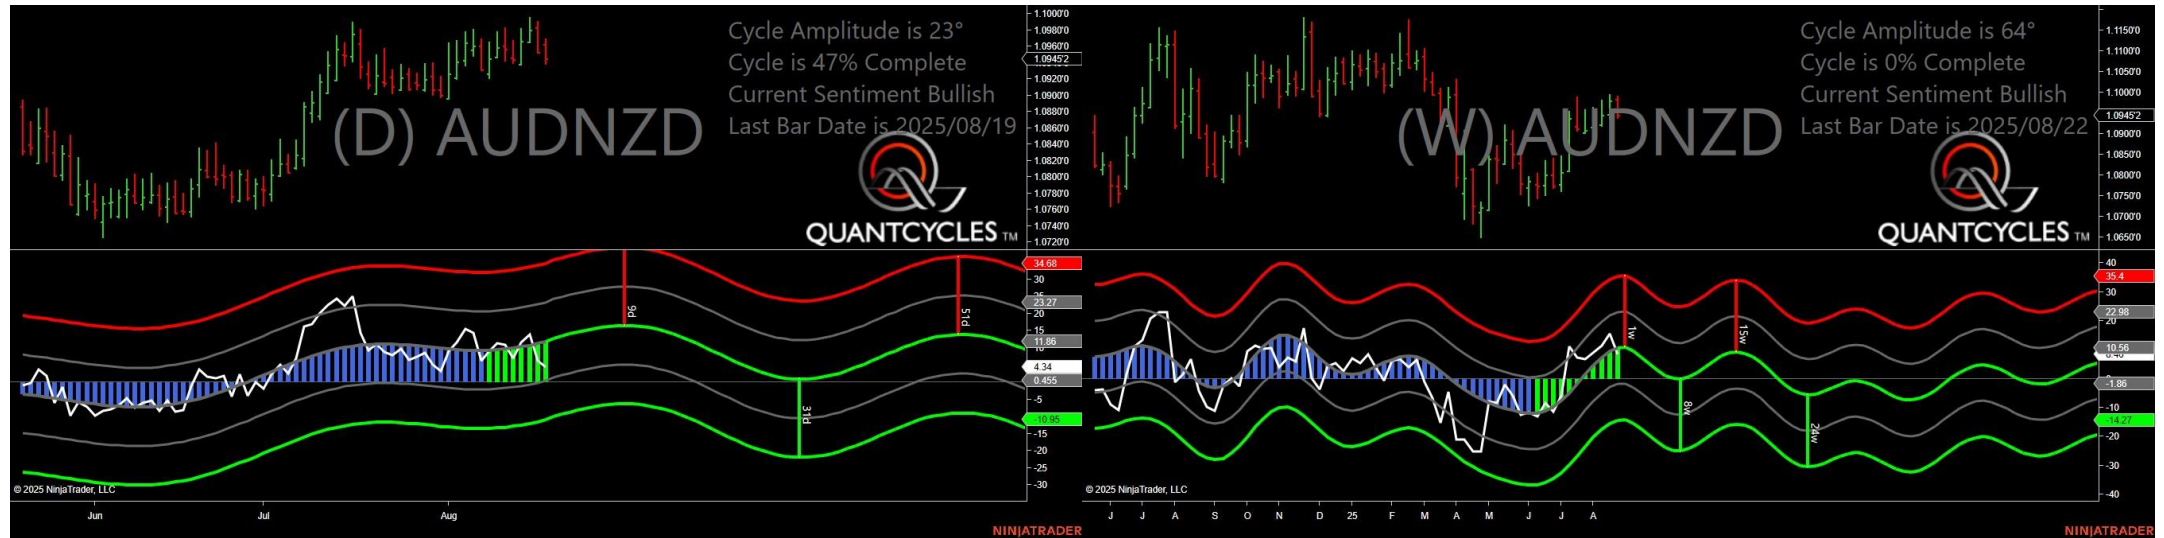 Cycle Amplitude is 23°
Cycle is 47% Complete
Current Sentiment Bullish
Last Bar Date is 2025/08/19
(D) AUDNZD
QUANTCYCLES TM
1.1000'0
1.0980'0
1.0960'0
1.0945'2
1.0920'0
1.0900'0
1.0880'0
1.0860'0
1.0840'0
1.0820'0
1.0800'0
1.0780'0
1.0760'0
1.0740'0
1.0720'0
9d
31d
51d
34.68
30
23.27
20
15
11.86
4.34
0.455
-5
-10.95
-15
-20
-25
-30
© 2025 NinjaTrader, LLC
Jun Jul Aug
NINJATRADER
Cycle Amplitude is 64°
Cycle is 0% Complete
Current Sentiment Bullish
Last Bar Date is 2025/08/22
(W) AUDNZD
QUANTCYCLES TM
1.1150'0
1.1100'0
1.1050'0
1.1000'0
1.0945'2
1.0900'0
1.0850'0
1.0800'0
1.0750'0
1.0700'0
1.0650'0
1w
8w
15w
24w
40
35.4
30
22.98
20
10.56
-1.86
-10
-14.27
-20
-30
-40
© 2025 NinjaTrader, LLC
J J A S O N D 25 F M A M J J A
NINJATRADER